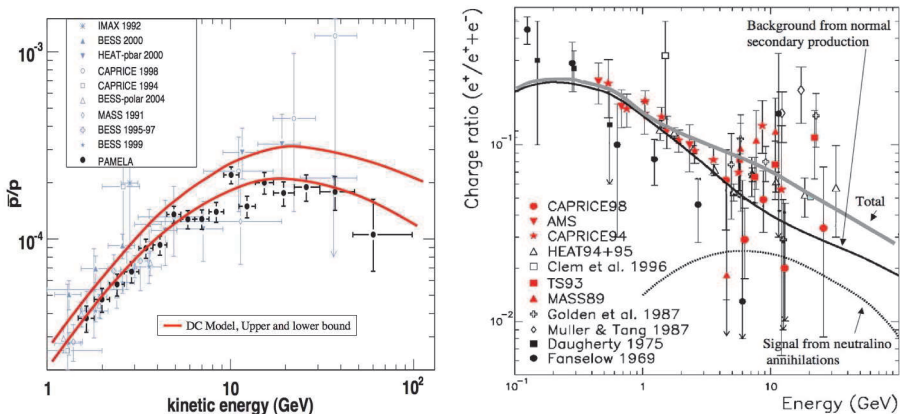 p̅/p
10⁻³
10⁻⁴
IMAX 1992
BESS 2000
HEAT-pbar 2000
CAPRICE 1998
CAPRICE 1994
BESS-polar 2004
MASS 1991
BESS 1995-97
BESS 1999
PAMELA
DC Model, Upper and lower bound
1 10 10²
kinetic energy (GeV)
Charge ratio (e⁺/e⁺+e⁻)
10⁻¹
10⁻²
Background from normal
secondary production
Total
Signal from neutralino
annihilations
CAPRICE98
AMS
CAPRICE94
HEAT94+95
Clem et al. 1996
TS93
MASS89
Golden et al. 1987
Muller & Tang 1987
Daugherty 1975
Fanselow 1969
10⁻¹ 1 10
Energy (GeV)